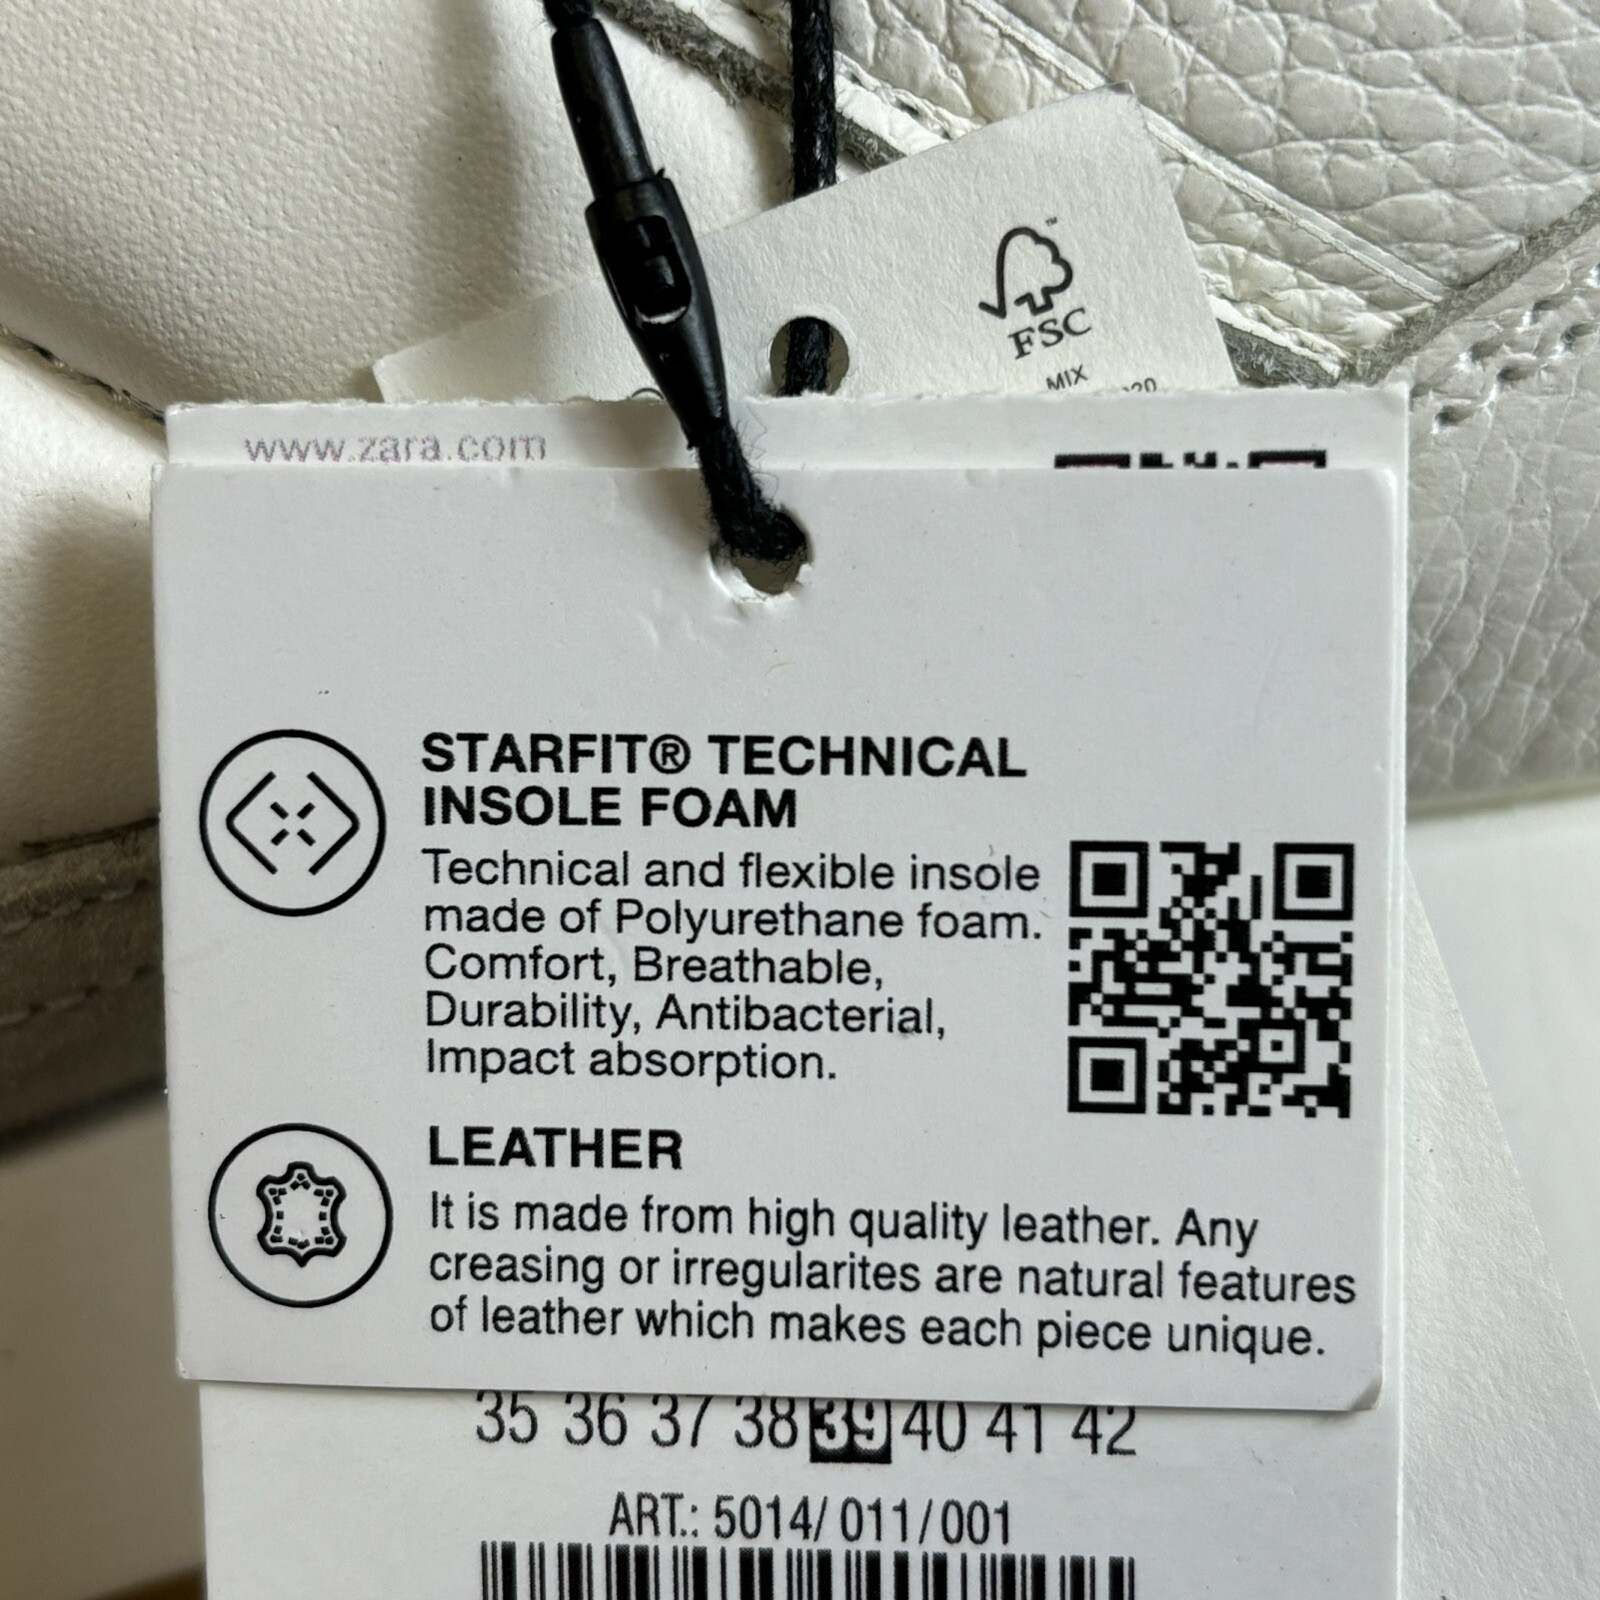 FSC
™
MIX
www.zara.com
STARFIT® TECHNICAL
INSOLE FOAM
Technical and flexible insole
made of Polyurethane foam.
Comfort, Breathable,
Durability, Antibacterial,
Impact absorption.
LEATHER
It is made from high quality leather. Any
creasing or irregularites are natural features
of leather which makes each piece unique.
35 36 37 38 39 40 41 42
ART.: 5014/ 011/001